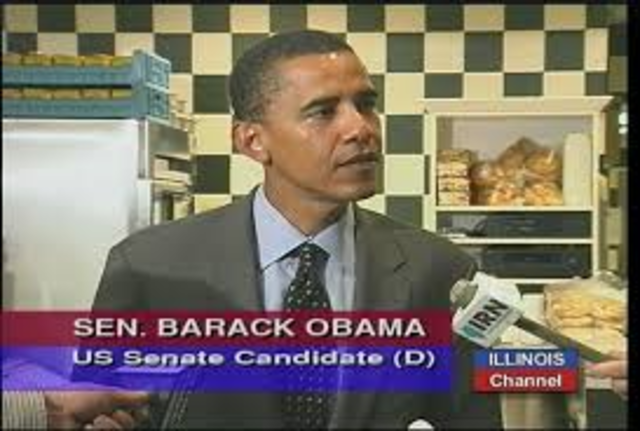 IRN
SEN. BARACK OBAMA
US Senate Candidate (D)
ILLINOIS
Channel